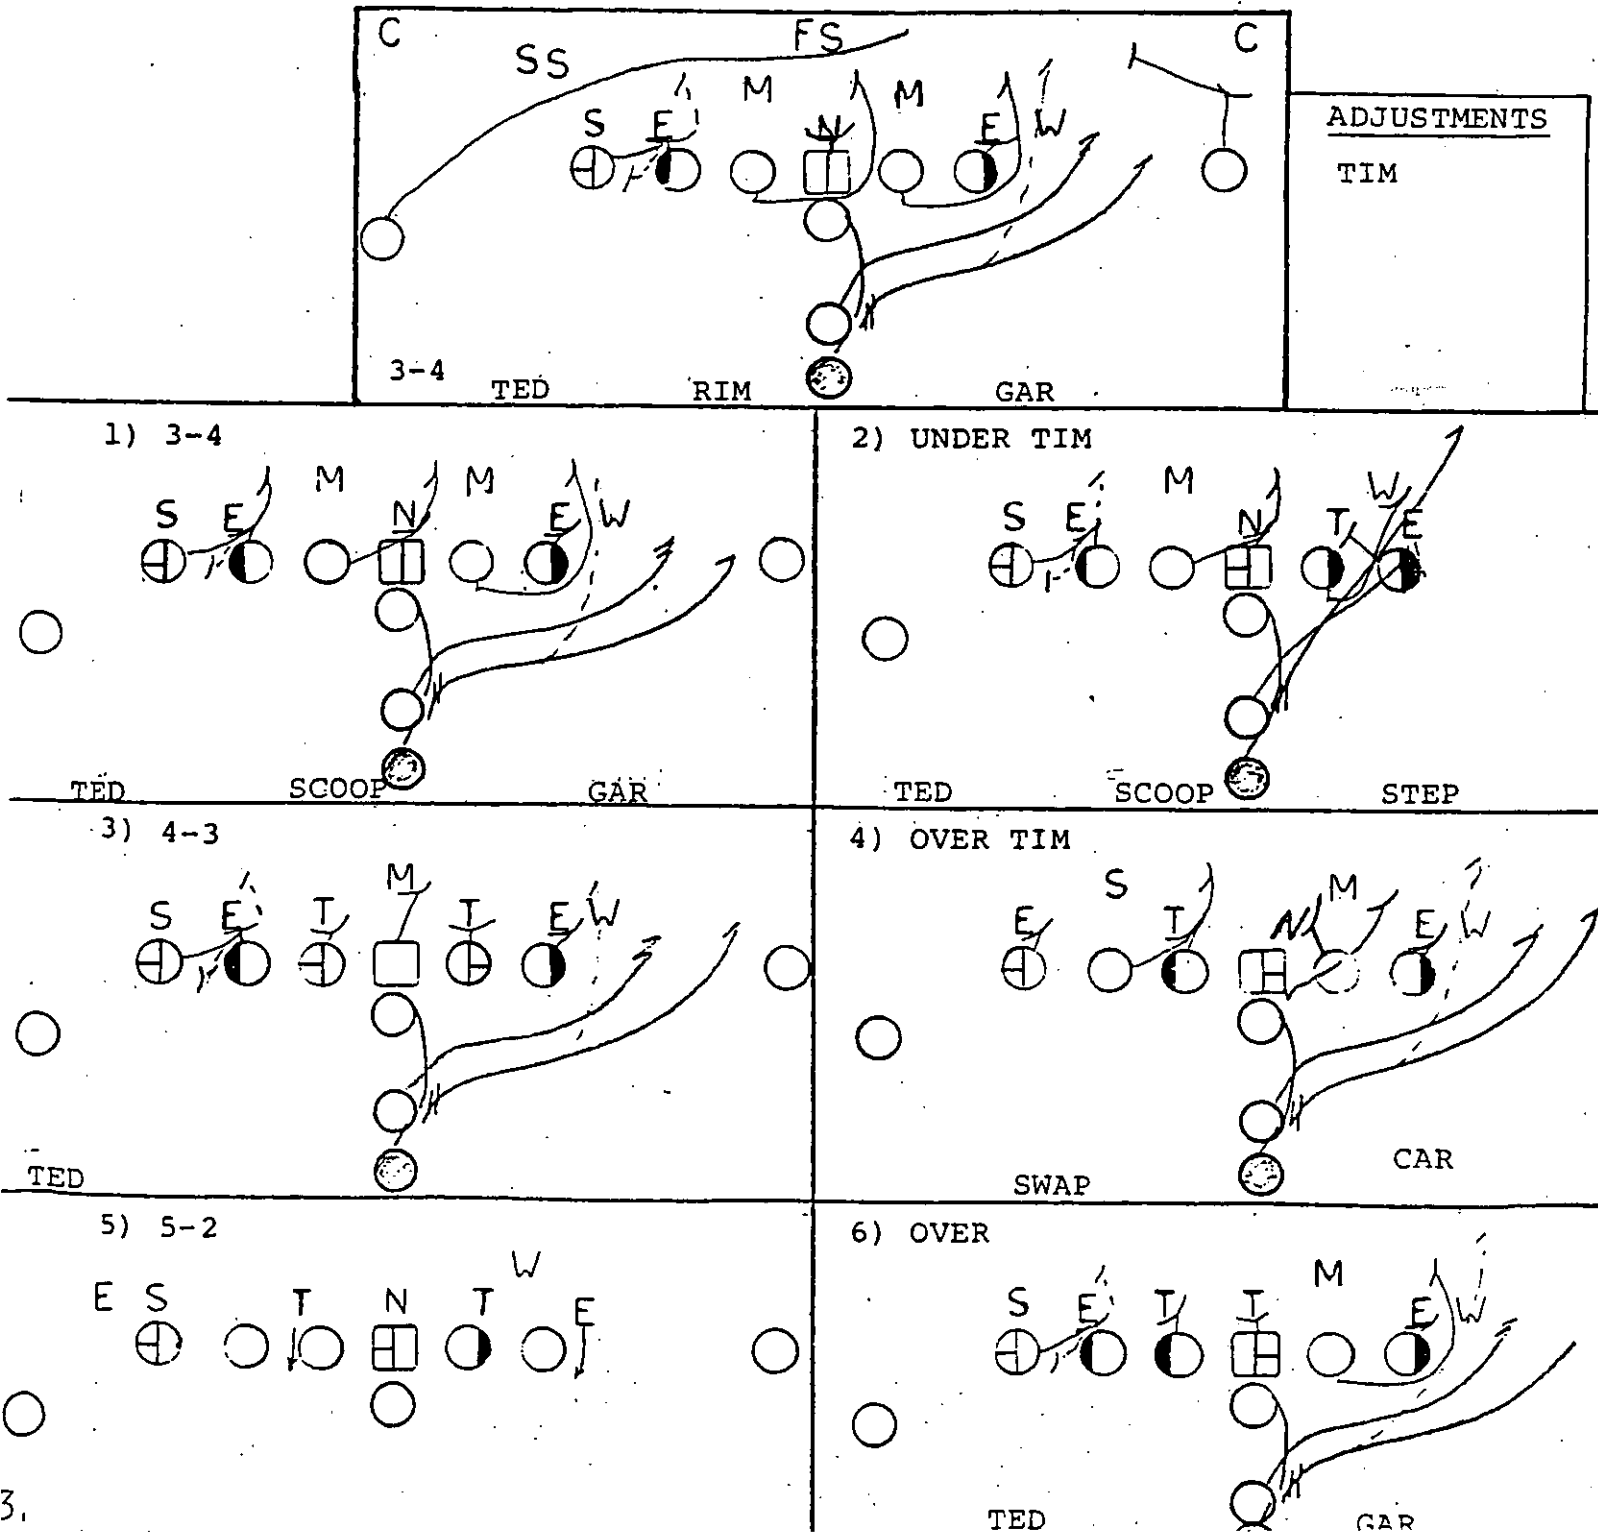 C SS FS C
S E M N M E W
ADJUSTMENTS
TIM
3-4 TED RIM GAR
1) 3-4
M M
S E N E W
TED SCOOP GAR
2) UNDER TIM
M W
S E N T E
TED SCOOP STEP
3) 4-3
M
S E T T E W
TED
4) OVER TIM
S M
E T N E W
SWAP CAR
5) 5-2
W
E S T N T E
6) OVER
M
S E T T E W
TED GAR
3.